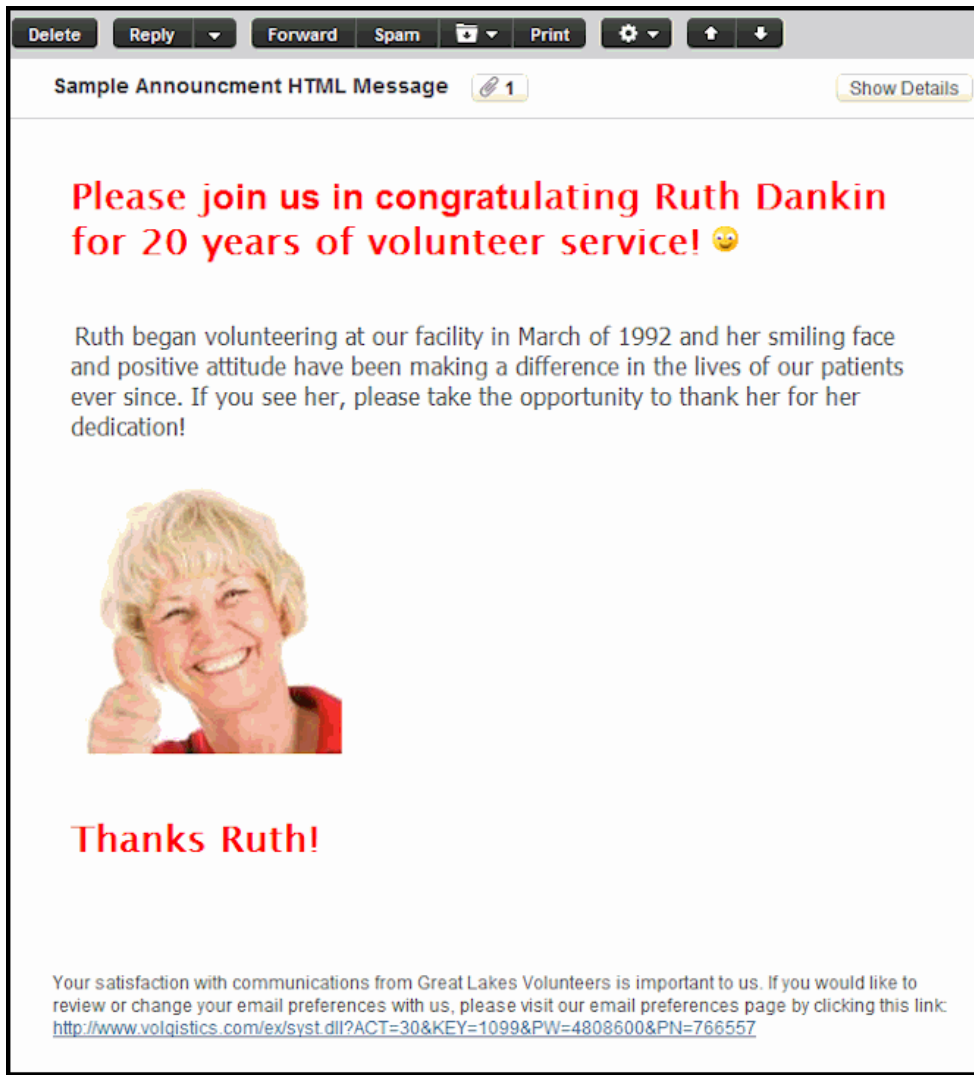 Delete Reply Forward Spam Print
Sample Announcment HTML Message 1 Show Details
Please join us in congratulating Ruth Dankin
for 20 years of volunteer service!
Ruth began volunteering at our facility in March of 1992 and her smiling face
and positive attitude have been making a difference in the lives of our patients
ever since. If you see her, please take the opportunity to thank her for her
dedication!
Thanks Ruth!
Your satisfaction with communications from Great Lakes Volunteers is important to us. If you would like to
review or change your email preferences with us, please visit our email preferences page by clicking this link:
http://www.volgistics.com/ex/syst.dll?ACT=30&KEY=1099&PW=4808600&PN=766557